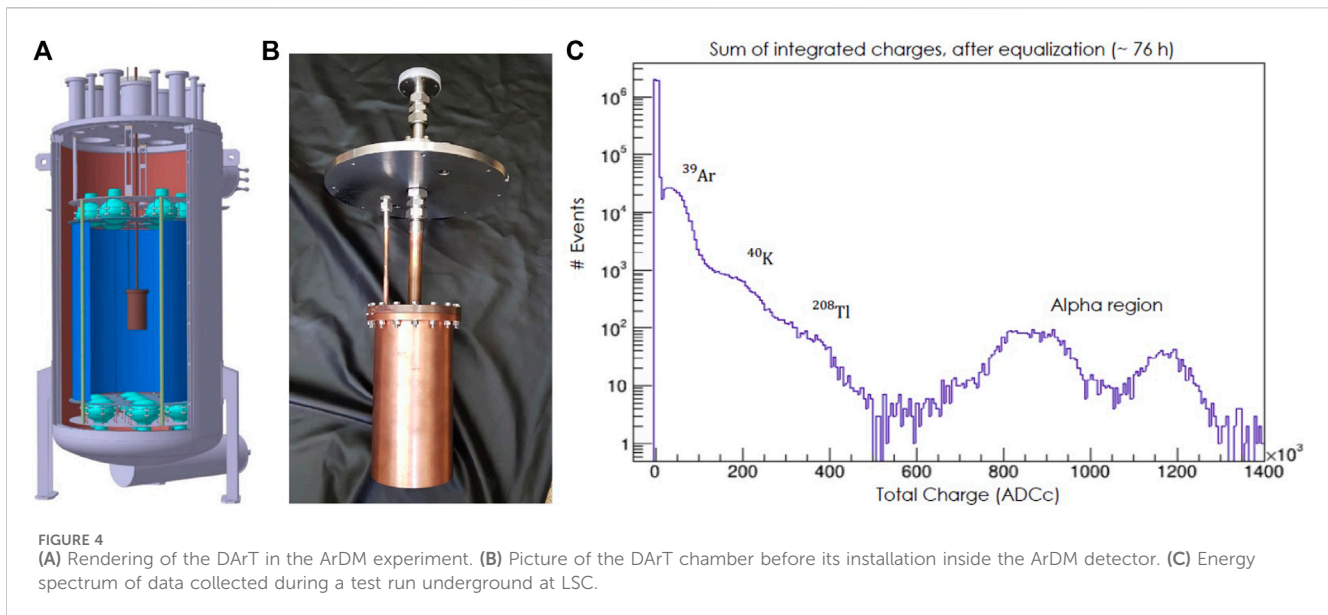 A
B
C
Sum of integrated charges, after equalization (~ 76 h)
# Events
10⁶
10⁵
10⁴
10³
10²
10
1
³⁹Ar
⁴⁰K
²⁰⁸Tl
Alpha region
0 200 400 600 800 1000 1200 1400
×10³
Total Charge (ADCc)
FIGURE 4
(A) Rendering of the DArT in the ArDM experiment. (B) Picture of the DArT chamber before its installation inside the ArDM detector. (C) Energy
spectrum of data collected during a test run underground at LSC.